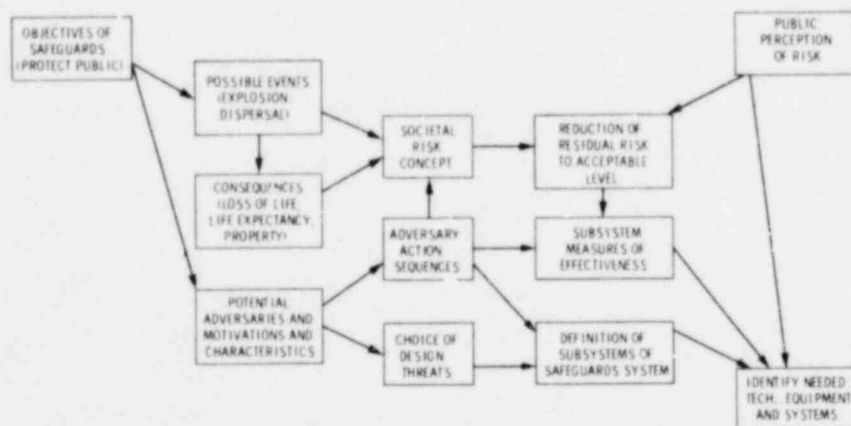 OBJECTIVES OF
SAFEGUARDS
(PROTECT PUBLIC)
PUBLIC
PERCEPTION
OF RISK
POSSIBLE EVENTS
(EXPLOSION,
DISPERSAL)
SOCIETAL
RISK
CONCEPT
REDUCTION OF
RESIDUAL RISK
TO ACCEPTABLE
LEVEL
CONSEQUENCES
(LOSS OF LIFE,
LIFE EXPECTANCY,
PROPERTY)
ADVERSARY
ACTION
SEQUENCES
SUBSYSTEM
MEASURES OF
EFFECTIVENESS
POTENTIAL
ADVERSARIES AND
MOTIVATIONS AND
CHARACTERISTICS
CHOICE OF
DESIGN
THREATS
DEFINITION OF
SUBSYSTEMS OF
SAFEGUARDS SYSTEM
IDENTIFY NEEDED
TECH., EQUIPMENT
AND SYSTEMS